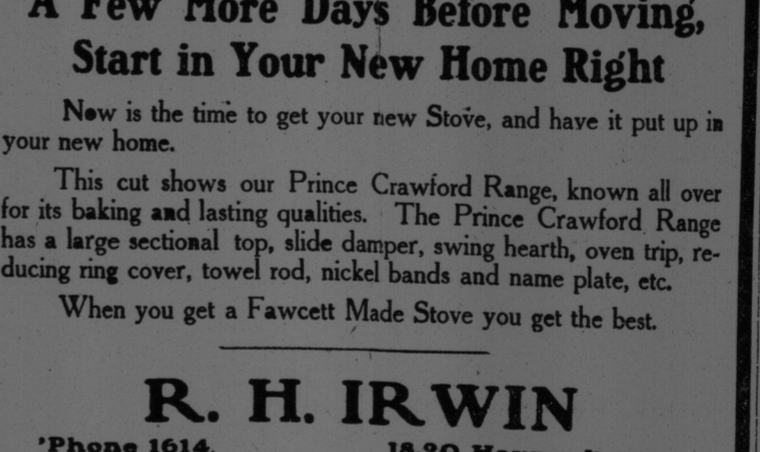 A Few More Days Before Moving,
Start in Your New Home Right
Now is the time to get your new Stove, and have it put up in
your new home.
This cut shows our Prince Crawford Range, known all over
for its baking and lasting qualities. The Prince Crawford Range
has a large sectional top, slide damper, swing hearth, oven trip, re-
ducing ring cover, towel rod, nickel bands and name plate, etc.
When you get a Fawcett Made Stove you get the best.
R. H. IRWIN
'Phone 1614.
18-20